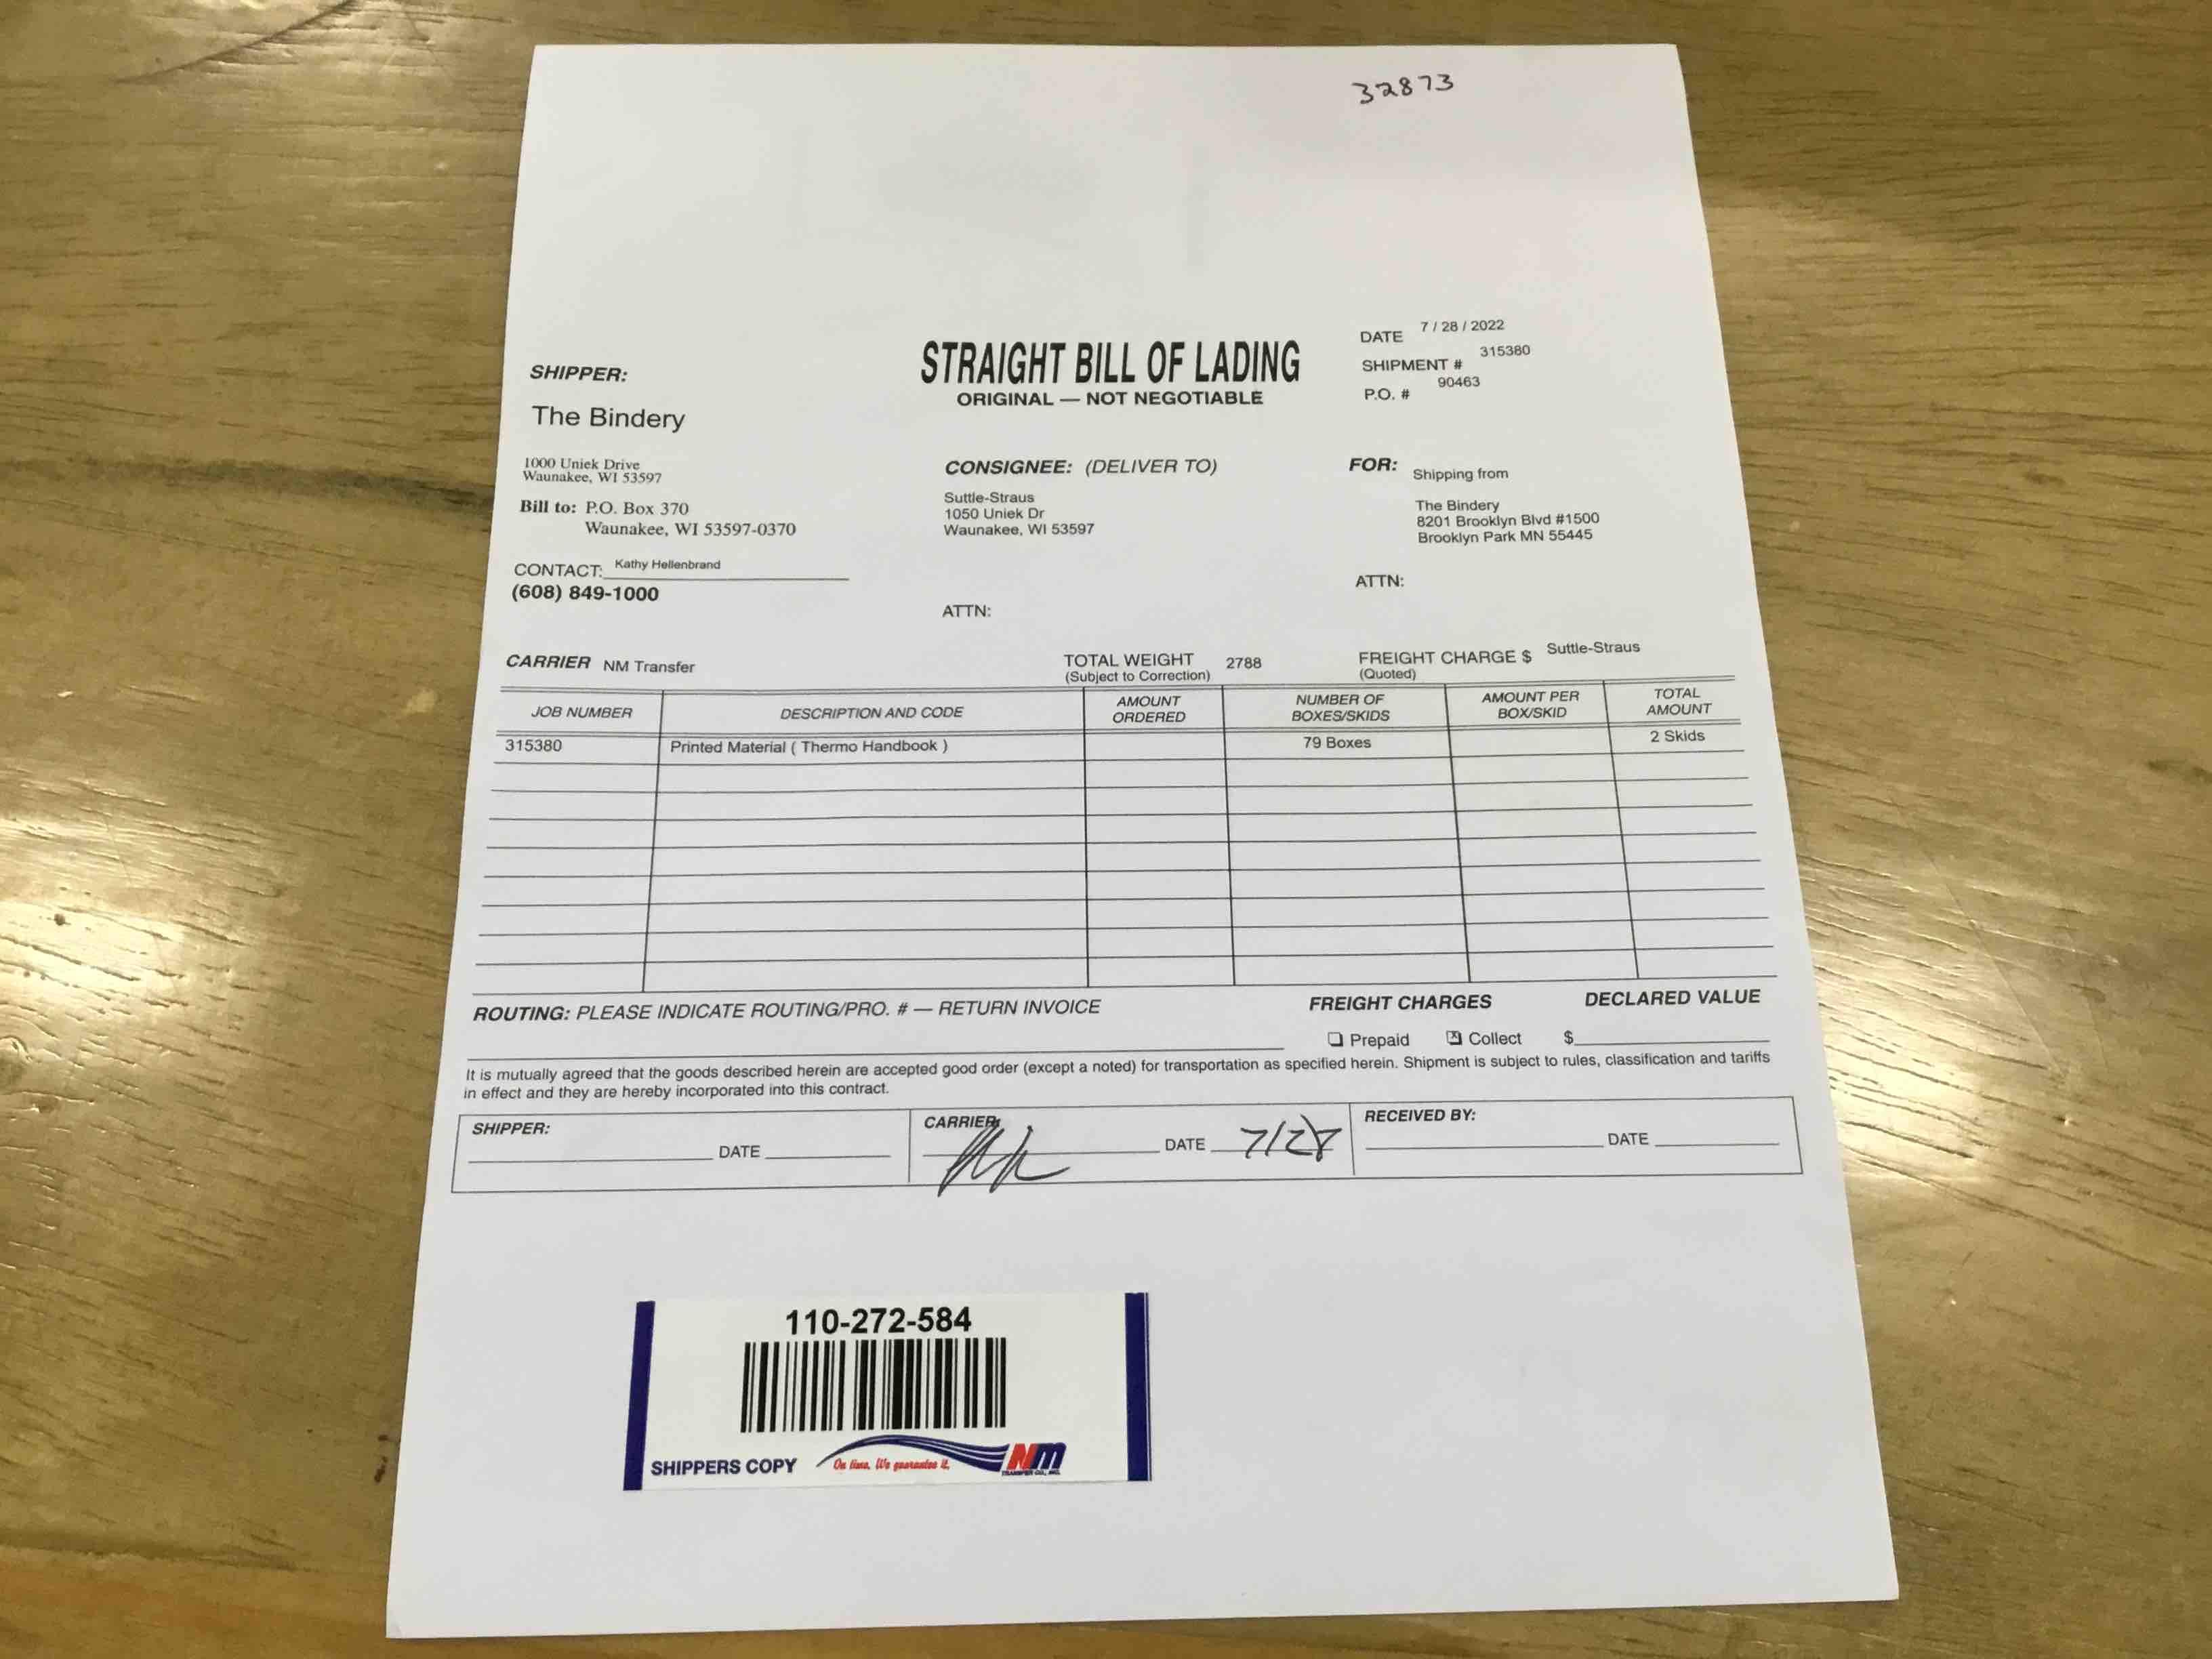 32873
STRAIGHT BILL OF LADING
ORIGINAL — NOT NEGOTIABLE
DATE 7 / 28 / 2022
SHIPMENT # 315380
P.O. # 90463
SHIPPER:
The Bindery
1000 Uniek Drive
Waunakee, WI 53597
Bill to: P.O. Box 370
Waunakee, WI 53597-0370
CONTACT: Kathy Hellenbrand
(608) 849-1000
CONSIGNEE: (DELIVER TO)
Suttle-Straus
1050 Uniek Dr
Waunakee, WI 53597
ATTN:
FOR: Shipping from
The Bindery
8201 Brooklyn Blvd #1500
Brooklyn Park MN 55445
ATTN:
CARRIER NM Transfer
TOTAL WEIGHT 2788
(Subject to Correction)
FREIGHT CHARGE $ Suttle-Straus
(Quoted)
JOB NUMBER DESCRIPTION AND CODE AMOUNT ORDERED NUMBER OF BOXES/SKIDS AMOUNT PER BOX/SKID TOTAL AMOUNT
315380 Printed Material ( Thermo Handbook ) 79 Boxes 2 Skids
ROUTING: PLEASE INDICATE ROUTING/PRO. # — RETURN INVOICE
FREIGHT CHARGES DECLARED VALUE
Prepaid Collect $
It is mutually agreed that the goods described herein are accepted good order (except a noted) for transportation as specified herein. Shipment is subject to rules, classification and tariffs
in effect and they are hereby incorporated into this contract.
SHIPPER: DATE
CARRIER: DATE 7/28
RECEIVED BY: DATE
110-272-584
SHIPPERS COPY On time, We guarantee it. NM
TRANSFER CO., INC.